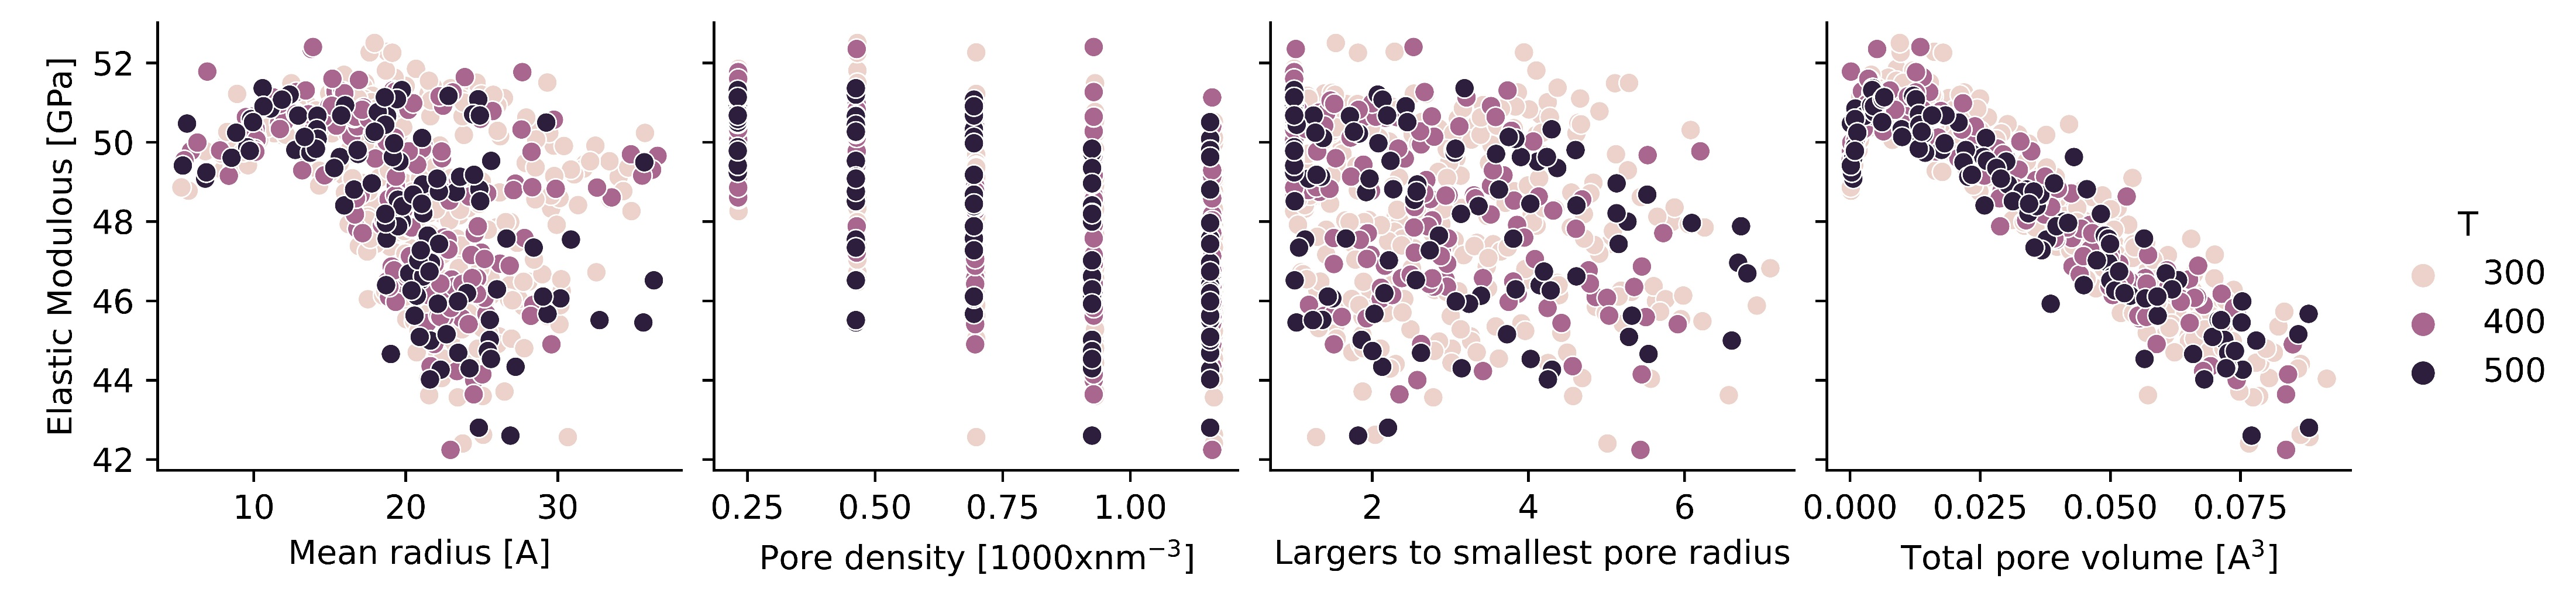 Elastic Modulous [GPa]
52
50
48
46
44
42
10 20 30
Mean radius [A]
0.25 0.50 0.75 1.00
Pore density [1000xnm⁻³]
2 4 6
Largers to smallest pore radius
0.000 0.025 0.050 0.075
Total pore volume [A³]
T
300
400
500